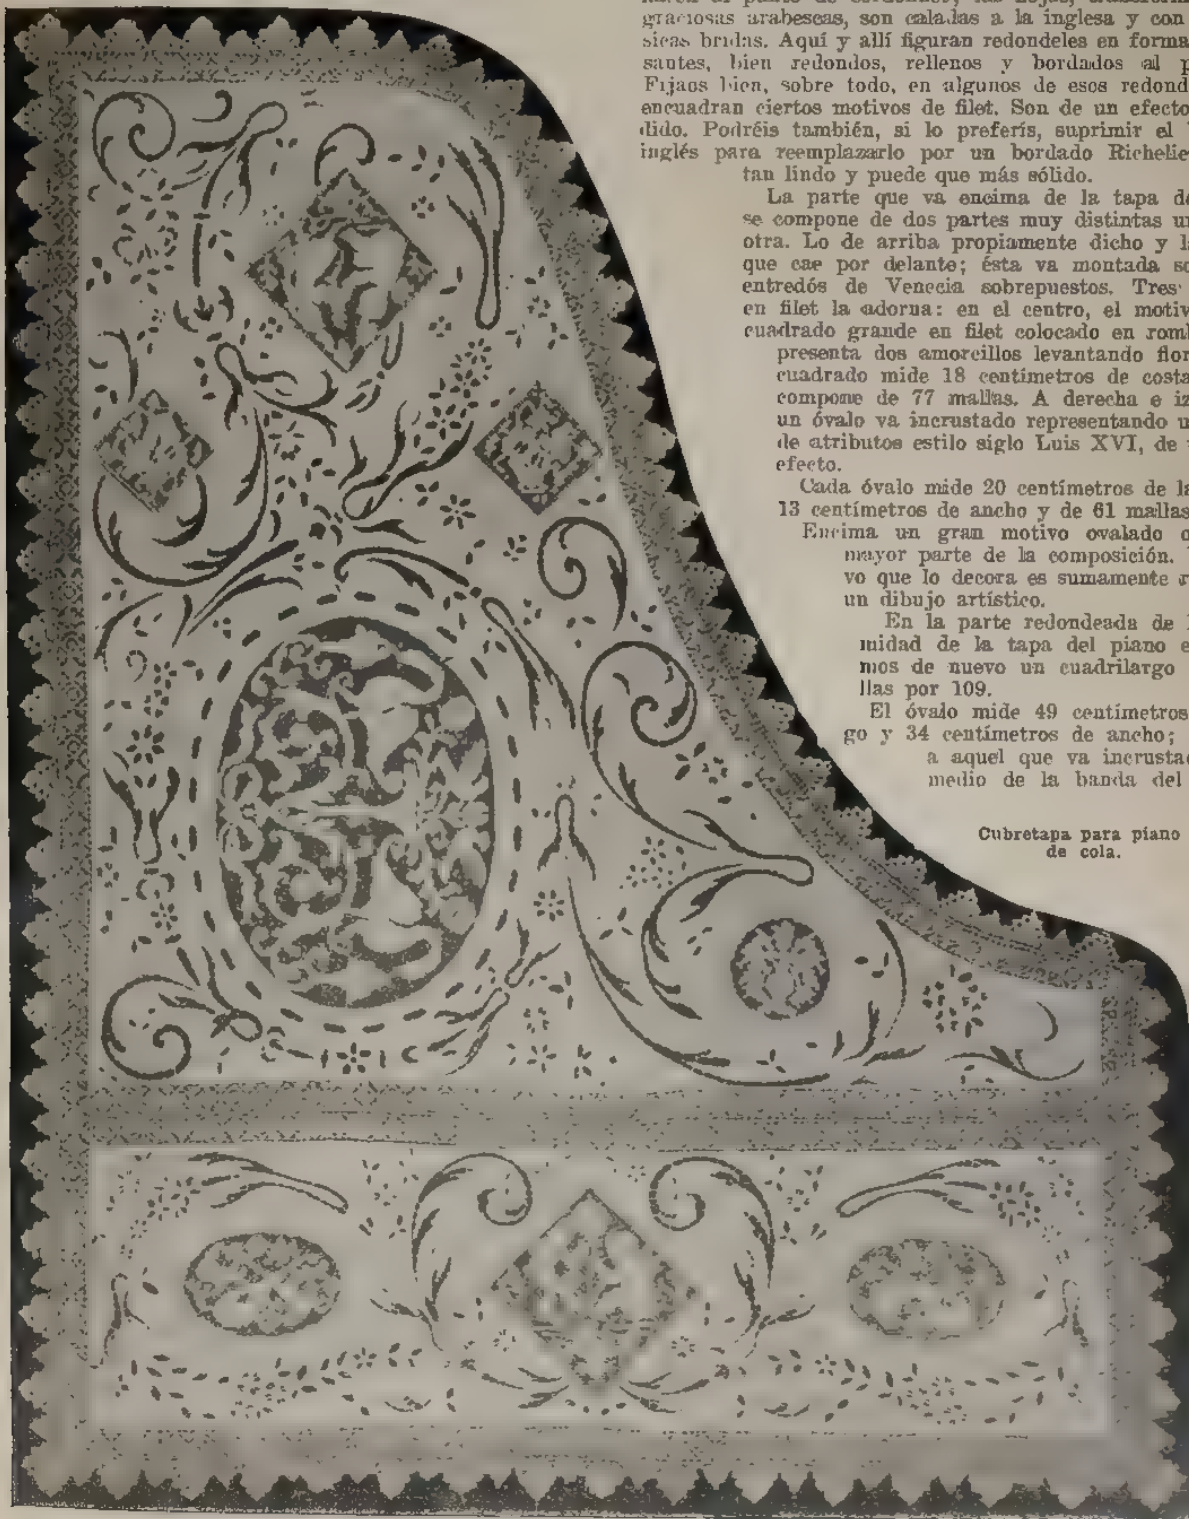 graciosas arabescas, son caladas a la inglesa y con
sicas bridas. Aquí y allí figuran redondeles en forma
santes, bien redondos, rellenos y bordados al p
Fijaos bien, sobre todo, en algunos de esos redond
encuadran ciertos motivos de filet. Son de un efecto
dido. Podréis también, si lo preferís, suprimir el
inglés para reemplazarlo por un bordado Richelie
tan lindo y puede que más sólido.
La parte que va encima de la tapa de
se compone de dos partes muy distintas u
otra. Lo de arriba propiamente dicho y l
que cae por delante; ésta va montada so
entredós de Venecia sobrepuestos. Tres
en filet la adorna: en el centro, el motiv
cuadrado grande en filet colocado en rom
presenta dos amorcillos levantando flor
cuadrado mide 18 centímetros de costa
compone de 77 mallas. A derecha e iz
un óvalo va incrustado representando u
de atributos estilo siglo Luis XVI, de
efecto.
Cada óvalo mide 20 centímetros de la
13 centímetros de ancho y de 61 mallas
Encima un gran motivo ovalado o
mayor parte de la composición.
vo que lo decora es sumamente r
un dibujo artístico.
En la parte redondeada de
midad de la tapa del piano e
mos de nuevo un cuadrilargo
llas por 109.
El óvalo mide 49 centímetros
go y 34 centímetros de ancho;
a aquel que va incrustad
medio de la banda del
Cubretapa para piano
de cola.